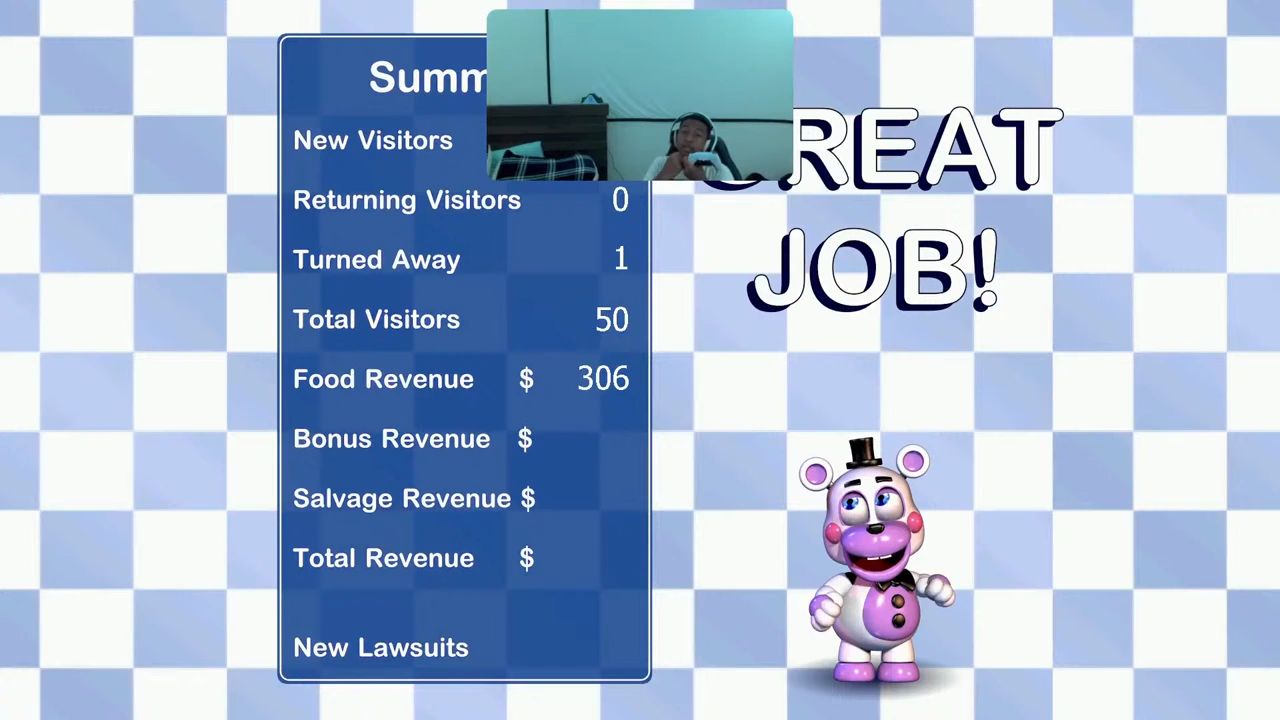 Summ
New Visitors
Returning Visitors 0
Turned Away 1
Total Visitors 50
Food Revenue $ 306
Bonus Revenue $
Salvage Revenue $
Total Revenue $
New Lawsuits
REAT
JOB!